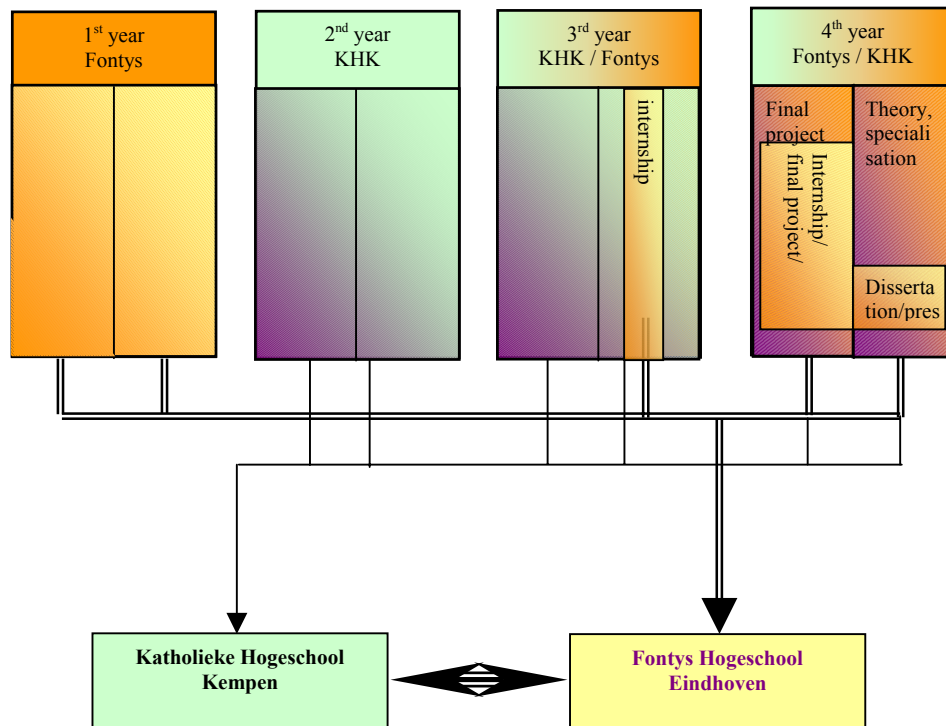 1st year
Fontys
2nd year
KHK
3rd year
KHK / Fontys
4th year
Fontys / KHK
internship
Final
project
Internship/
final project/
Theory,
speciali
sation
Disserta
tion/pres
Katholieke Hogeschool
Kempen
Fontys Hogeschool
Eindhoven